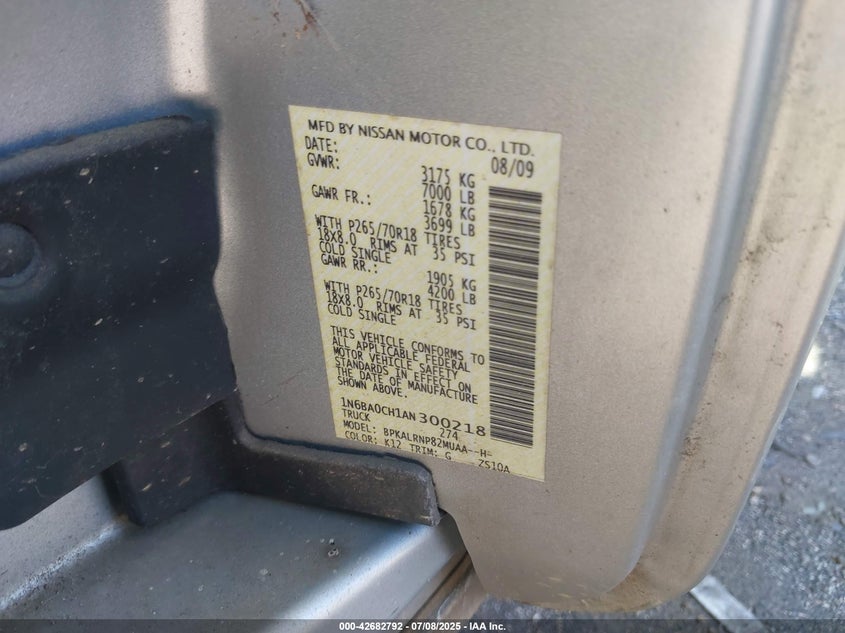 MFD BY NISSAN MOTOR CO., LTD.
DATE: 08/09
GVWR: 3175 KG
7000 LB
GAWR FR.: 1678 KG
3699 LB
WITH P265/70R18 TIRES
18X8.0 RIMS AT 35 PSI
COLD SINGLE
GAWR RR.: 1905 KG
4200 LB
WITH P265/70R18 TIRES
18X8.0 RIMS AT 35 PSI
COLD SINGLE
THIS VEHICLE CONFORMS TO
ALL APPLICABLE FEDERAL
MOTOR VEHICLE SAFETY
STANDARDS IN EFFECT ON
THE DATE OF MANUFACTURE
SHOWN ABOVE.
1N6BA0CH1AN300218
TRUCK 274
MODEL: BPKALRNP82MUAA--H=
COLOR: K12 TRIM: G ZS10A
000-42682792 - 07/08/2025 - IAA Inc.